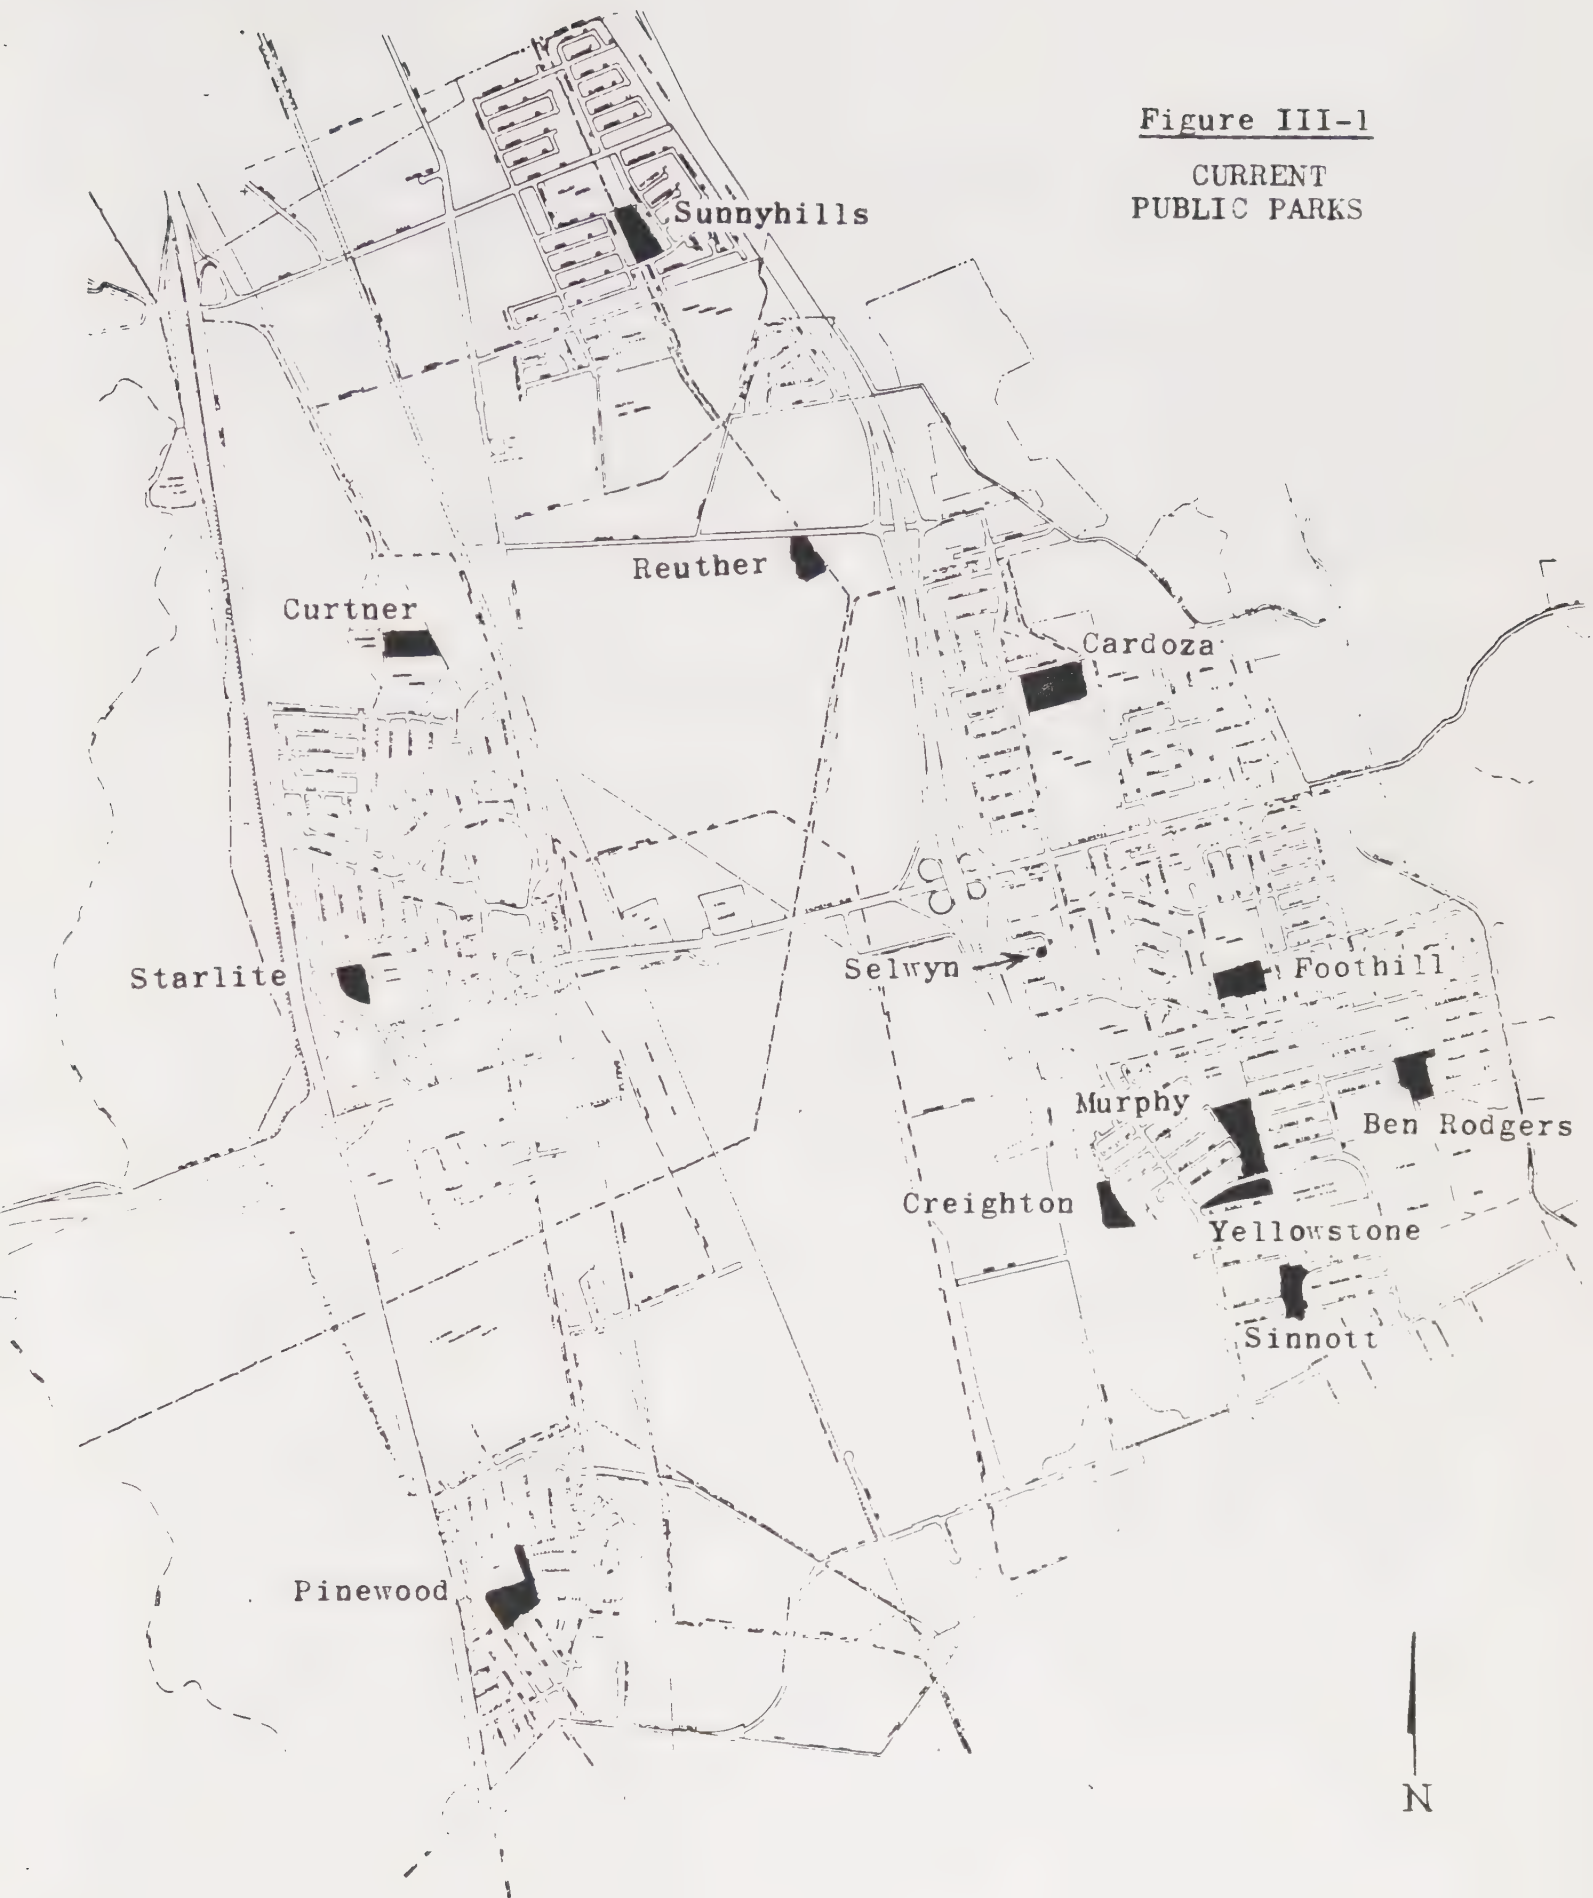 Figure III-1
CURRENT
PUBLIC PARKS
Sunnyhills
Reuther
Curtner
Cardoza
Starlite
Selwyn
Foothill
Murphy
Ben Rodgers
Creighton
Yellowstone
Sinnott
Pinewood
N